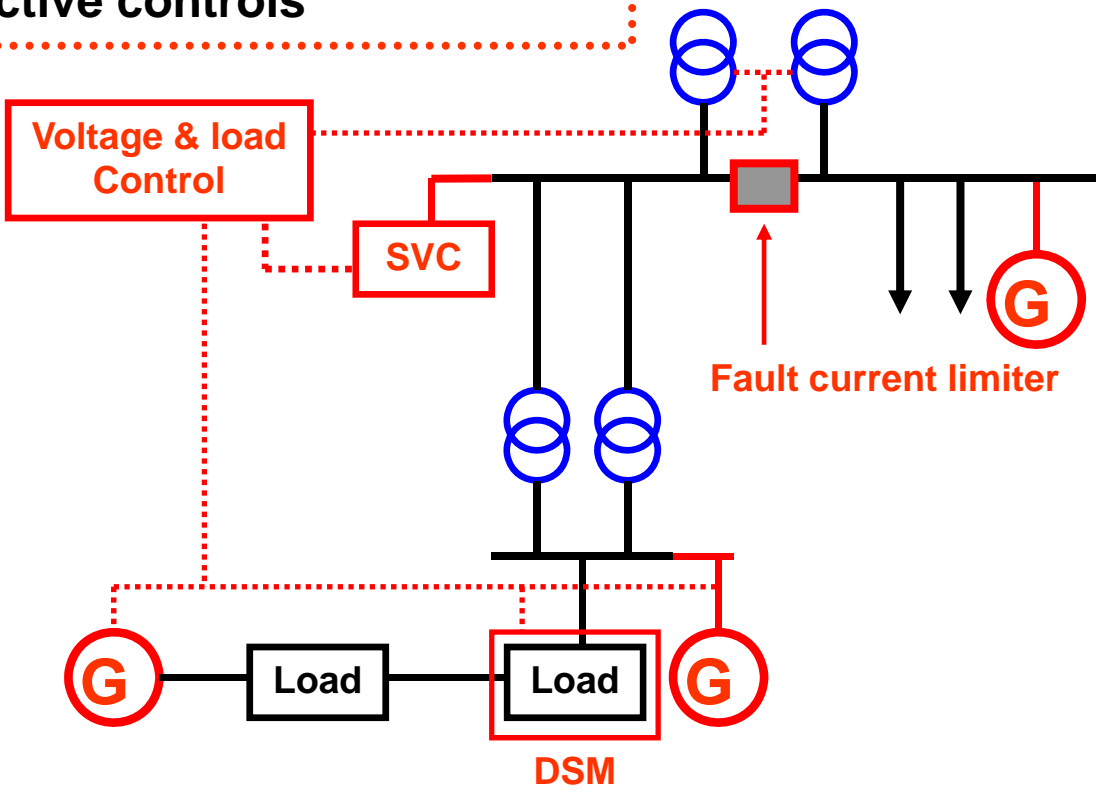 ctive controls
Voltage & load
Control
SVC
G
Fault current limiter
G
Load
Load
G
DSM